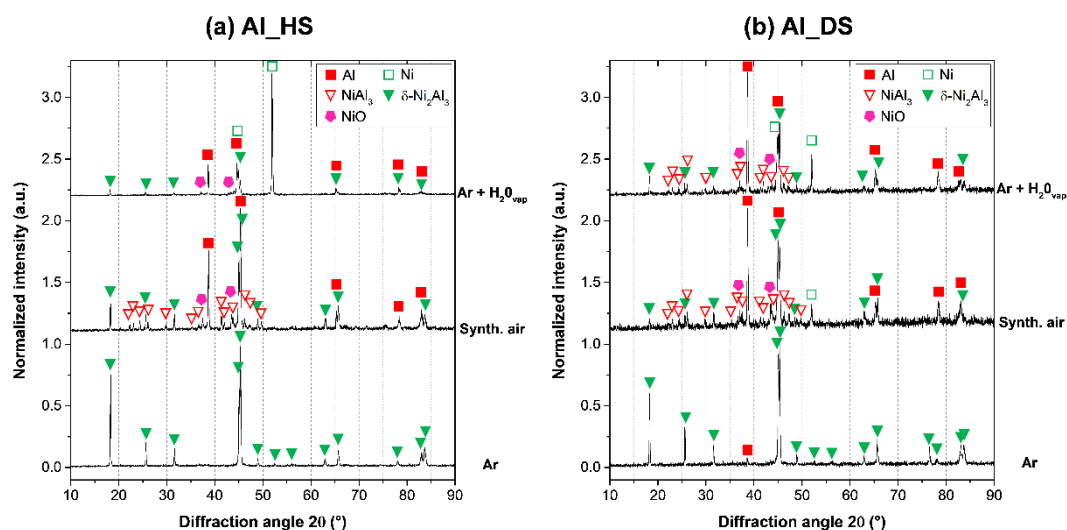 (a) Al_HS
Normalized intensity (a.u.)
3.0
2.5
2.0
1.5
1.0
0.5
0.0
Al
Ni
NiAl₃
δ-Ni₂Al₃
NiO
Ar + H₂0ᵥₐₚ
Synth. air
Ar
10 20 30 40 50 60 70 80 90
Diffraction angle 2θ (°)
(b) Al_DS
Normalized intensity (a.u.)
3.0
2.5
2.0
1.5
1.0
0.5
0.0
Al
Ni
NiAl₃
δ-Ni₂Al₃
NiO
Ar + H₂0ᵥₐₚ
Synth. air
Ar
10 20 30 40 50 60 70 80 90
Diffraction angle 2θ (°)